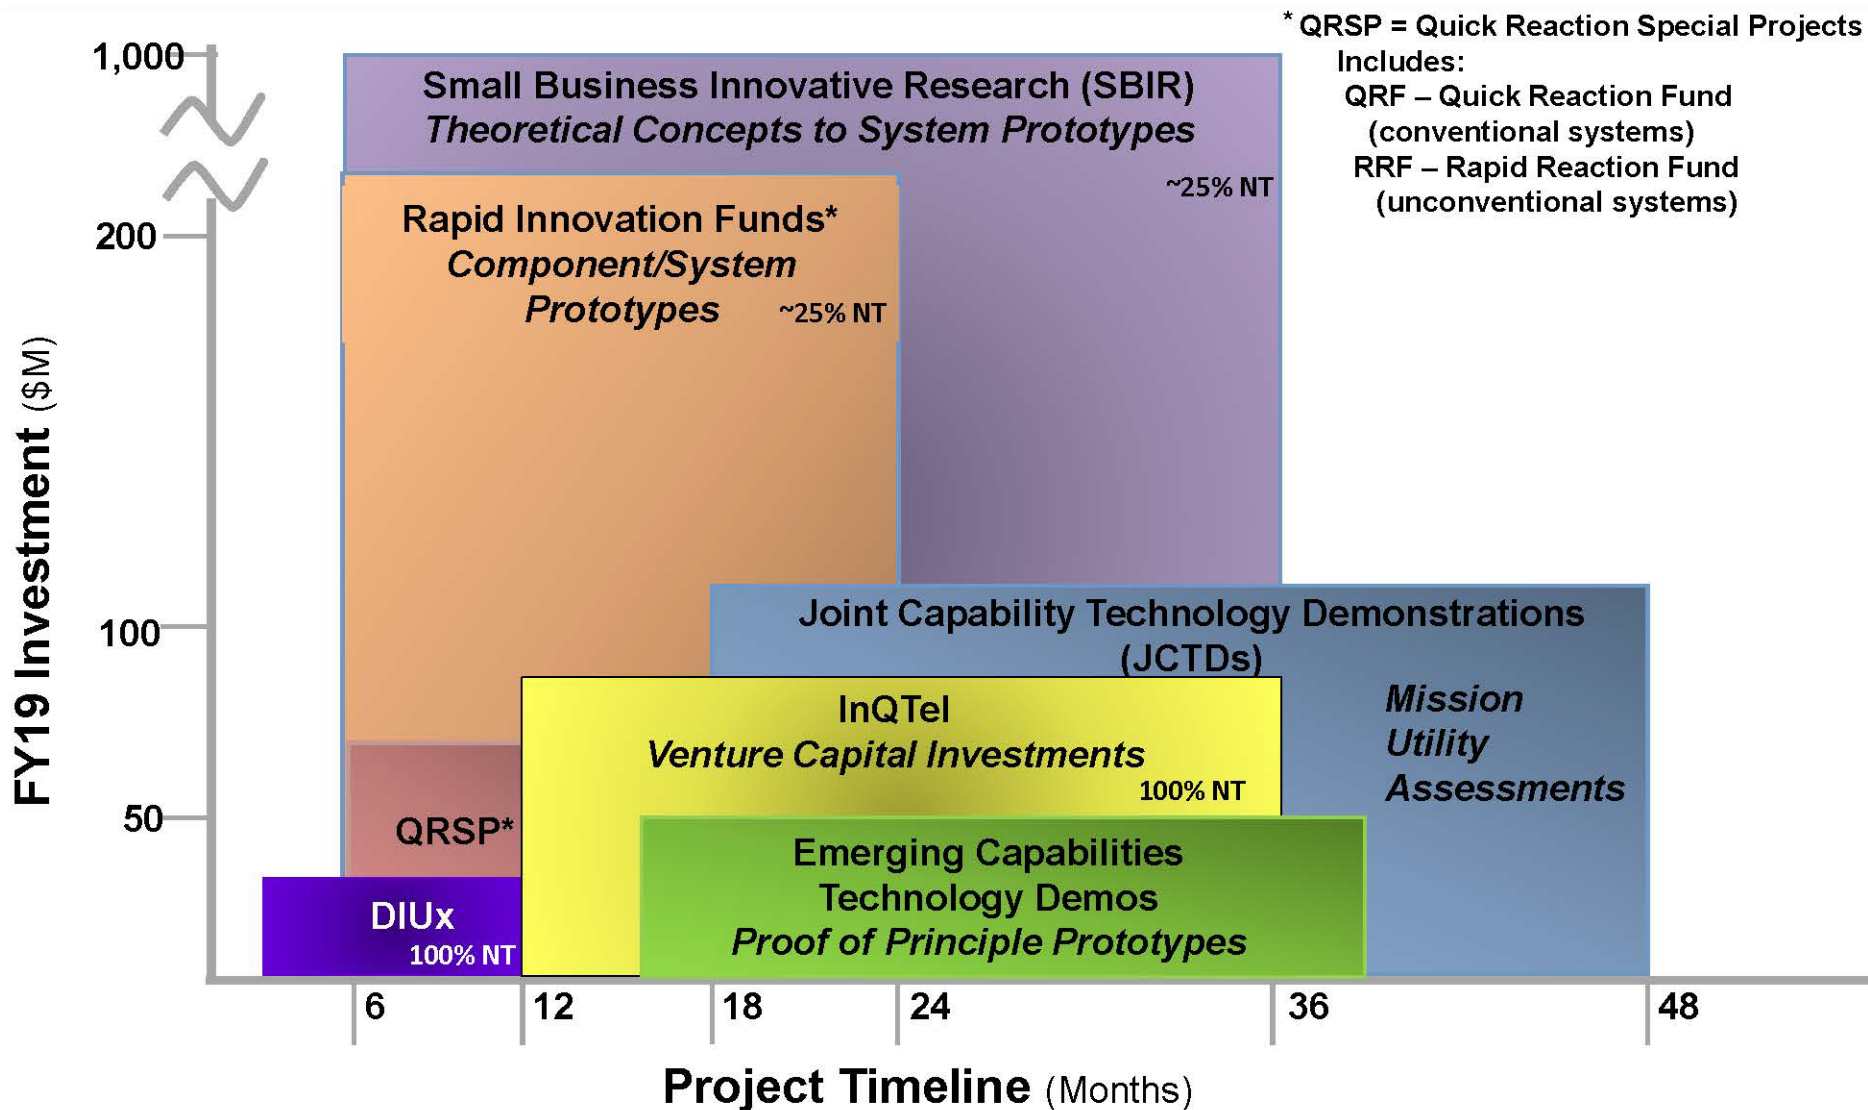 * QRSP = Quick Reaction Special Projects
Includes:
QRF – Quick Reaction Fund
(conventional systems)
RRF – Rapid Reaction Fund
(unconventional systems)
FY19 Investment ($M)
1,000
200
100
50
Small Business Innovative Research (SBIR)
Theoretical Concepts to System Prototypes
~25% NT
Rapid Innovation Funds*
Component/System
Prototypes
~25% NT
Joint Capability Technology Demonstrations
(JCTDs)
Mission
Utility
Assessments
InQTel
Venture Capital Investments
100% NT
QRSP*
Emerging Capabilities
Technology Demos
Proof of Principle Prototypes
DIUx
100% NT
6 12 18 24 36 48
Project Timeline (Months)